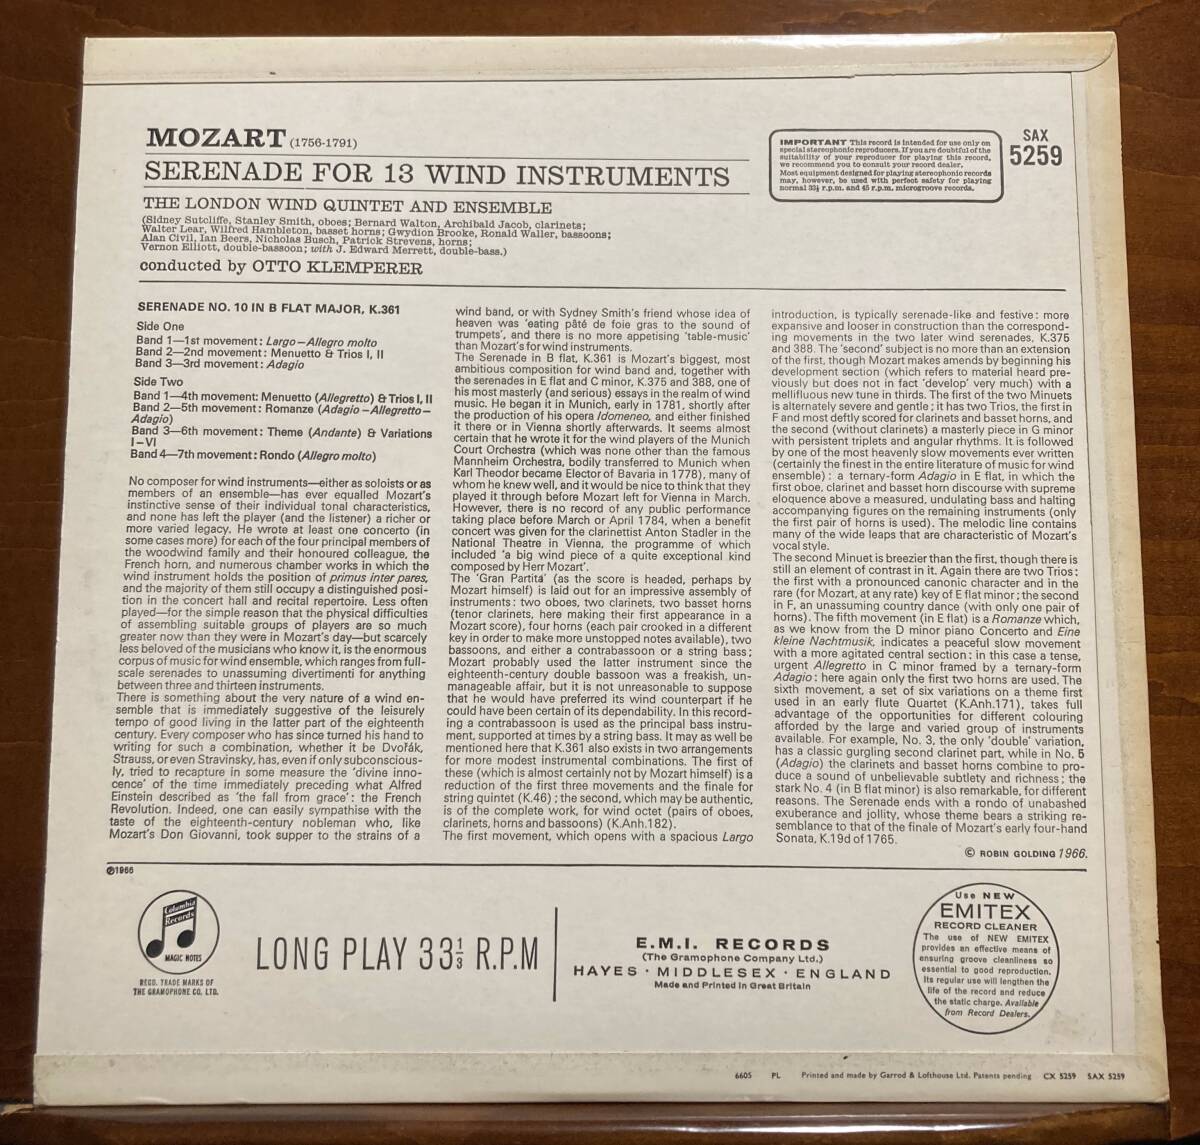 MOZART (1756-1791)
SERENADE FOR 13 WIND INSTRUMENTS
THE LONDON WIND QUINTET AND ENSEMBLE
(Sidney Sutcliffe, Stanley Smith, oboes; Bernard Walton, Archibald Jacob, clarinets;
Walter Lear, Wilfred Hambleton, basset horns; Gwydion Brooke, Ronald Waller, bassoons;
Alan Civil, Ian Beers, Nicholas Busch, Patrick Strevens, horns;
Vernon Elliott, double-bassoon; with J. Edward Merrett, double-bass.)
conducted by OTTO KLEMPERER
IMPORTANT This record is intended for use only on
special stereophonic reproducers. If you are doubtful of the
suitability of your reproducer for playing this record,
we recommend you to consult your record dealer.
Most equipment designed for playing stereophonic records
may, however, be used with perfect safety for playing
normal 33⅓ r.p.m. and 45 r.p.m. microgroove records.
SAX
5259
SERENADE NO. 10 IN B FLAT MAJOR, K.361
Side One
Band 1—1st movement: Largo—Allegro molto
Band 2—2nd movement: Menuetto & Trios I, II
Band 3—3rd movement: Adagio
Side Two
Band 1—4th movement: Menuetto (Allegretto) & Trios I, II
Band 2—5th movement: Romanze (Adagio—Allegretto—
Adagio)
Band 3—6th movement: Theme (Andante) & Variations
I–VI
Band 4—7th movement: Rondo (Allegro molto)
No composer for wind instruments—either as soloists or as
members of an ensemble—has ever equalled Mozart's
instinctive sense of their individual tonal characteristics,
and none has left the player (and the listener) a richer or
more varied legacy. He wrote at least one concerto (in
some cases more) for each of the four principal members of
the woodwind family and their honoured colleague, the
French horn, and numerous chamber works in which the
wind instrument holds the position of primus inter pares,
and the majority of them still occupy a distinguished posi-
tion in the concert hall and recital repertoire. Less often
played—for the simple reason that the physical difficulties
of assembling suitable groups of players are so much
greater now than they were in Mozart's day—but scarcely
less beloved of the musicians who know it, is the enormous
corpus of music for wind ensemble, which ranges from full-
scale serenades to unassuming divertimenti for anything
between three and thirteen instruments.
There is something about the very nature of a wind en-
semble that is immediately suggestive of the leisurely
tempo of good living in the latter part of the eighteenth
century. Every composer who has since turned his hand to
writing for such a combination, whether it be Dvořák,
Strauss, or even Stravinsky, has, even if only subconscious-
ly, tried to recapture in some measure the 'divine inno-
cence' of the time immediately preceding what Alfred
Einstein described as 'the fall from grace': the French
Revolution. Indeed, one can easily sympathise with the
taste of the eighteenth-century nobleman who, like
Mozart's Don Giovanni, took supper to the strains of a
wind band, or with Sydney Smith's friend whose idea of
heaven was 'eating pâté de foie gras to the sound of
trumpets', and there is no more appetising 'table-music'
than Mozart's for wind instruments.
The Serenade in B flat, K.361 is Mozart's biggest, most
ambitious composition for wind band and, together with
the serenades in E flat and C minor, K.375 and 388, one of
his most masterly (and serious) essays in the realm of wind
music. He began it in Munich, early in 1781, shortly after
the production of his opera Idomeneo, and either finished
it there or in Vienna shortly afterwards. It seems almost
certain that he wrote it for the wind players of the Munich
Court Orchestra (which was none other than the famous
Mannheim Orchestra, bodily transferred to Munich when
Karl Theodor became Elector of Bavaria in 1778), many of
whom he knew well, and it would be nice to think that they
played it through before Mozart left for Vienna in March.
However, there is no record of any public performance
taking place before March or April 1784, when a benefit
concert was given for the clarinettist Anton Stadler in the
National Theatre in Vienna, the programme of which
included 'a big wind piece of a quite exceptional kind
composed by Herr Mozart'.
The 'Gran Partita' (as the score is headed, perhaps by
Mozart himself) is laid out for an impressive assembly of
instruments: two oboes, two clarinets, two basset horns
(tenor clarinets, here making their first appearance in a
Mozart score), four horns (each pair crooked in a different
key in order to make more unstopped notes available), two
bassoons, and either a contrabassoon or a string bass;
Mozart probably used the latter instrument since the
eighteenth-century double bassoon was a freakish, un-
manageable affair, but it is not unreasonable to suppose
that he would have preferred its wind counterpart if he
could have been certain of its dependability. In this record-
ing a contrabassoon is used as the principal bass instru-
ment, supported at times by a string bass. It may as well be
mentioned here that K.361 also exists in two arrangements
for more modest instrumental combinations. The first of
these (which is almost certainly not by Mozart himself) is a
reduction of the first three movements and the finale for
string quintet (K.46); the second, which may be authentic,
is of the complete work, for wind octet (pairs of oboes,
clarinets, horns and bassoons) (K.Anh.182).
The first movement, which opens with a spacious Largo
introduction, is typically serenade-like and festive: more
expansive and looser in construction than the correspond-
ing movements in the two later wind serenades, K.375
and 388. The 'second' subject is no more than an extension
of the first, though Mozart makes amends by beginning his
development section (which refers to material heard pre-
viously but does not in fact 'develop' very much) with a
mellifluous new tune in thirds. The first of the two Minuets
is alternately severe and gentle; it has two Trios, the first in
F and most deftly scored for clarinets and basset horns, and
the second (without clarinets) a masterly piece in G minor
with persistent triplets and angular rhythms. It is followed
by one of the most heavenly slow movements ever written
(certainly the finest in the entire literature of music for wind
ensemble): a ternary-form Adagio in E flat, in which the
first oboe, clarinet and basset horn discourse with supreme
eloquence above a measured, undulating bass and halting
accompanying figures on the remaining instruments (only
the first pair of horns is used). The melodic line contains
many of the wide leaps that are characteristic of Mozart's
vocal style.
The second Minuet is breezier than the first, though there is
still an element of contrast in it. Again there are two Trios:
the first with a pronounced canonic character and in the
rare (for Mozart, at any rate) key of E flat minor; the second
in F, an unassuming country dance (with only one pair of
horns). The fifth movement (in E flat) is a Romanze which,
as we know from the D minor piano Concerto and Eine
kleine Nachtmusik, indicates a peaceful slow movement
with a more agitated central section: in this case a tense,
urgent Allegretto in C minor framed by a ternary-form
Adagio: here again only the first two horns are used. The
sixth movement, a set of six variations on a theme first
used in an early flute Quartet (K.Anh.171), takes full
advantage of the opportunities for different colouring
afforded by the large and varied group of instruments
available. For example, No. 3, the only 'double' variation,
has a classic gurgling second clarinet part, while in No. 5
(Adagio) the clarinets and basset horns combine to pro-
duce a sound of unbelievable subtlety and richness; the
stark No. 4 (in B flat minor) is also remarkable, for different
reasons. The Serenade ends with a rondo of unabashed
exuberance and jollity, whose theme bears a striking re-
semblance to that of the finale of Mozart's early four-hand
Sonata, K.19d of 1765.
© ROBIN GOLDING 1966.
℗1966
Columbia
Records
MAGIC NOTES
REGD. TRADE MARKS OF
THE GRAMOPHONE CO. LTD.
LONG PLAY 33⅓ R.P.M
E.M.I. RECORDS
(The Gramophone Company Ltd.)
HAYES · MIDDLESEX · ENGLAND
Made and Printed in Great Britain
Use NEW
EMITEX
RECORD CLEANER
The use of NEW EMITEX
provides an effective means of
ensuring groove cleanliness so
essential to good reproduction.
Its regular use will lengthen the
life of the record and reduce
the static charge. Available
from Record Dealers.
6605 PL Printed and made by Garrod & Lofthouse Ltd. Patents pending CX 5259 SAX 5259